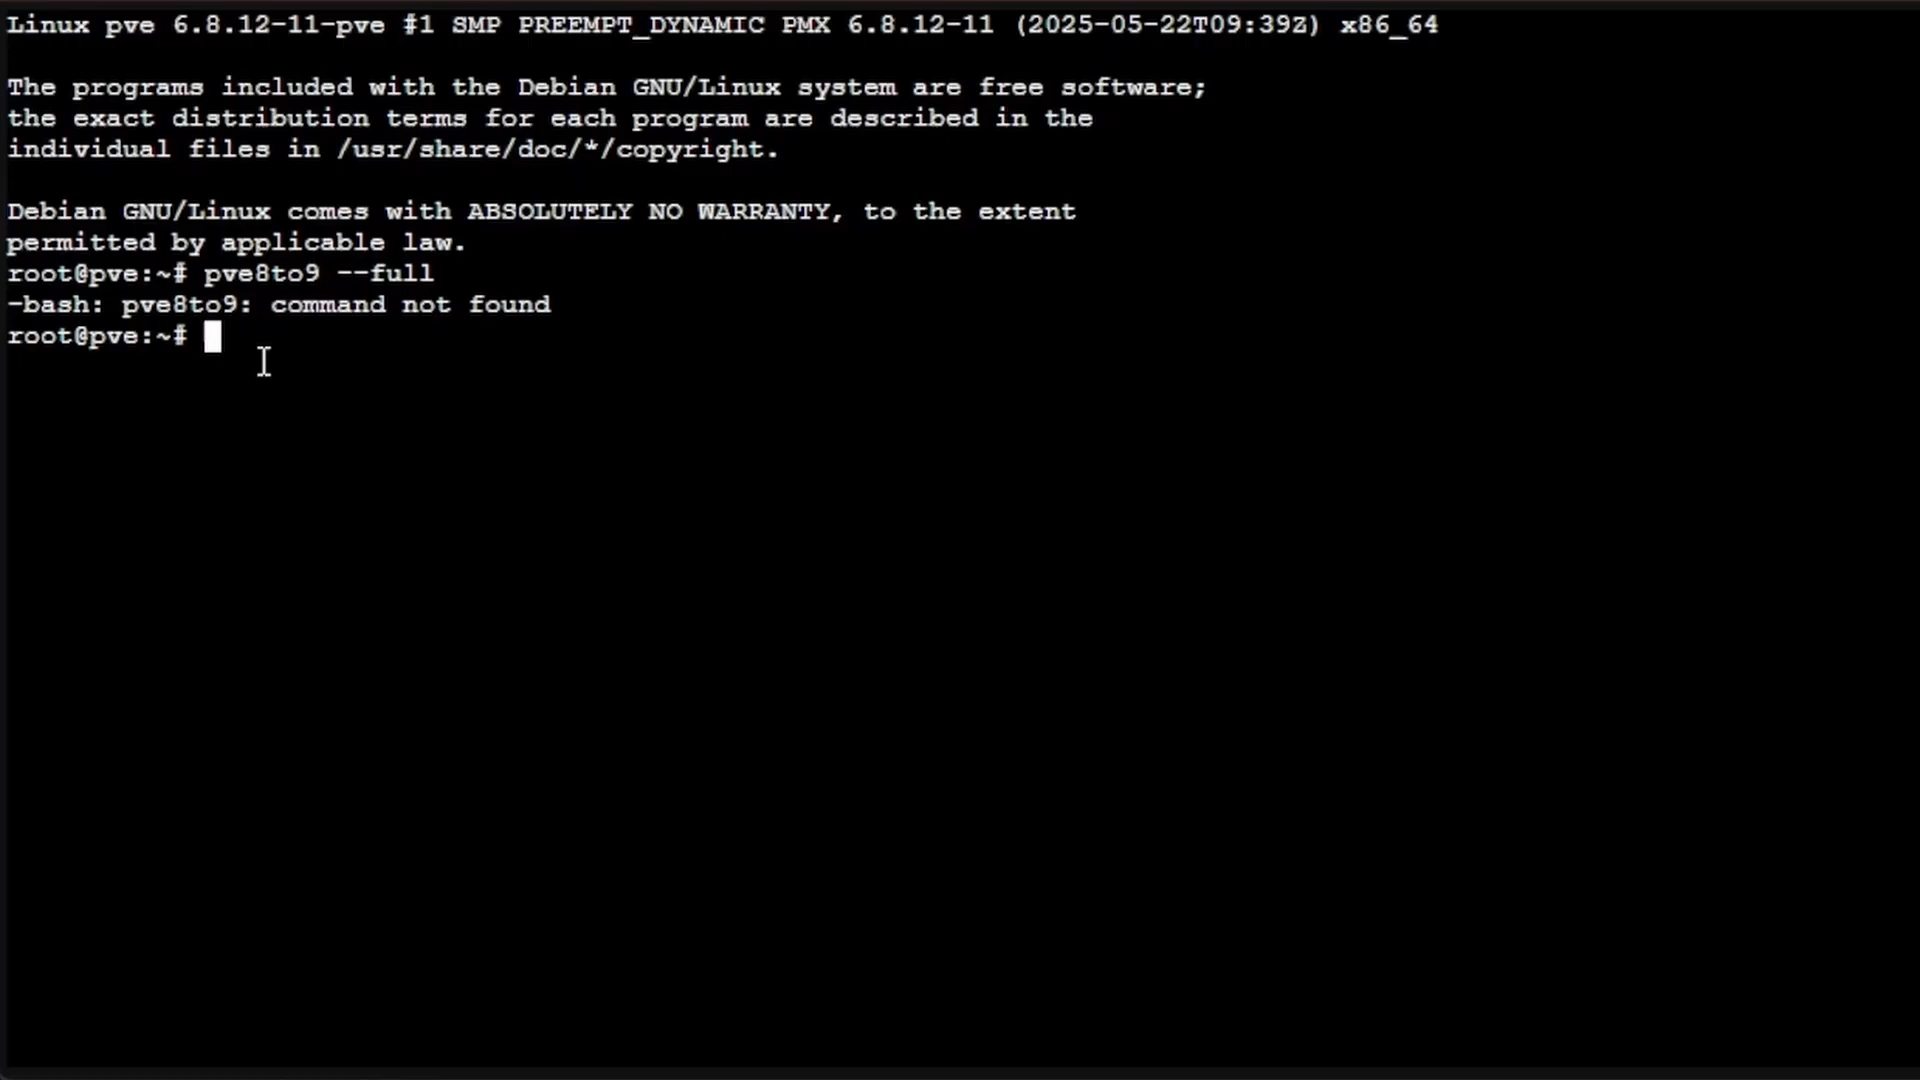 Linux pve 6.8.12-11-pve #1 SMP PREEMPT_DYNAMIC PMX 6.8.12-11 (2025-05-22T09:39Z) x86_64
The programs included with the Debian GNU/Linux system are free software;
the exact distribution terms for each program are described in the
individual files in /usr/share/doc/*/copyright.
Debian GNU/Linux comes with ABSOLUTELY NO WARRANTY, to the extent
permitted by applicable law.
root@pve:~# pve8to9 --full
-bash: pve8to9: command not found
root@pve:~#